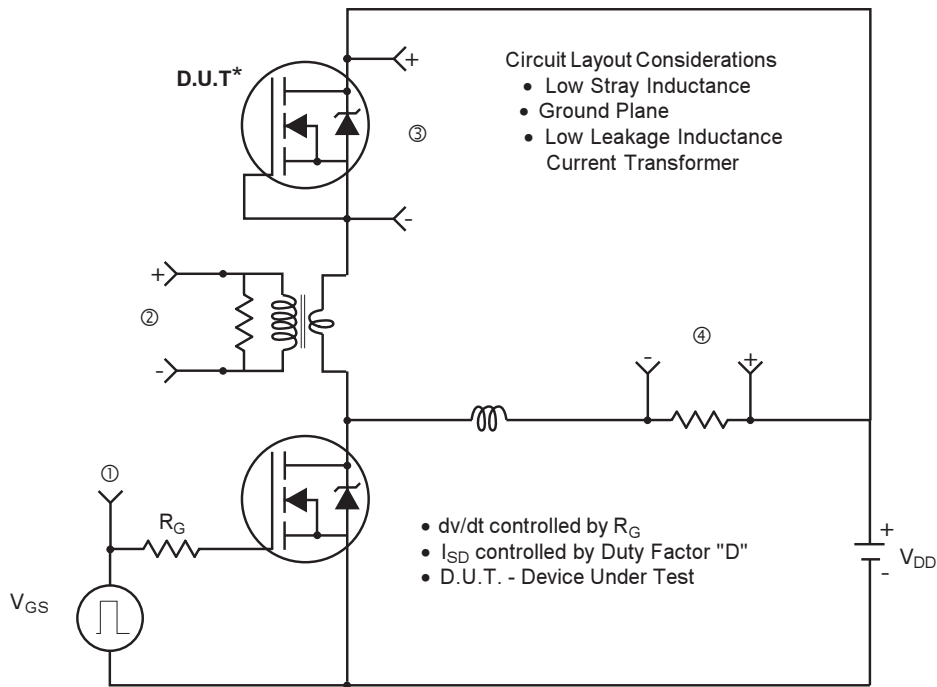 D.U.T*
+
③
-
Circuit Layout Considerations
• Low Stray Inductance
• Ground Plane
• Low Leakage Inductance
Current Transformer
+
②
-
④
-
+
①
R_G
V_GS
• dv/dt controlled by R_G
• I_SD controlled by Duty Factor "D"
• D.U.T. - Device Under Test
+
V_DD
-